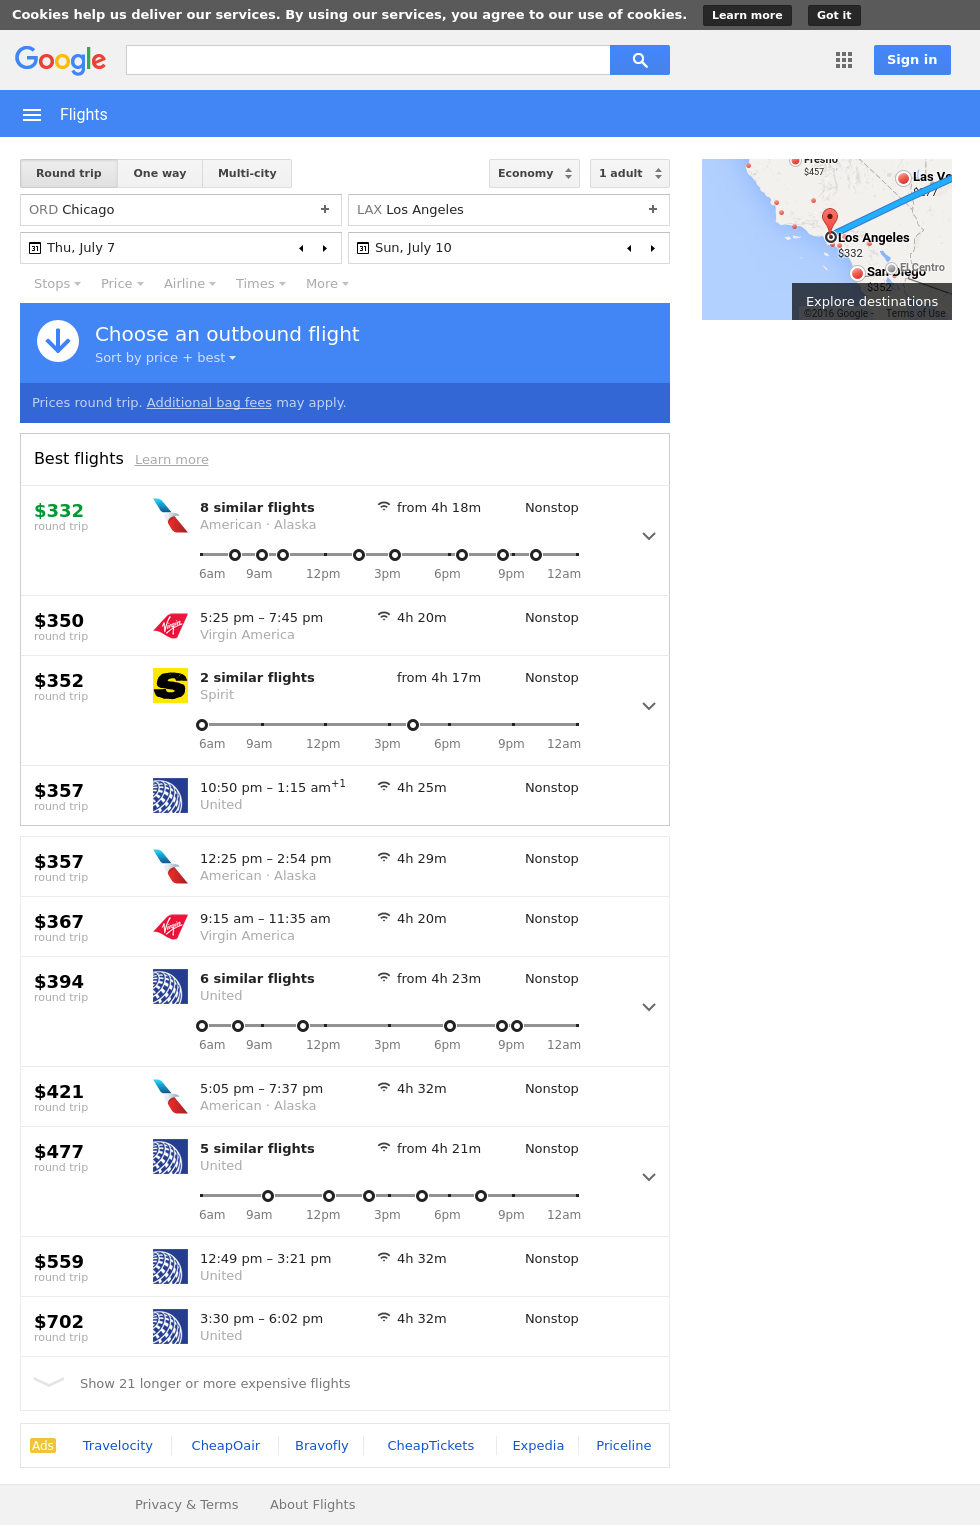 Cookies help us deliver our services. By using our services, you agree to our use of cookies. Learn more Got it
Google Sign in
Flights
Round trip One way Multi-city Economy 1 adult
ORD Chicago + LAX Los Angeles +
31 Thu, July 7 31 Sun, July 10
Stops Price Airline Times More
Fresno
$457
Las Ve
Los Angeles
$332
San Diego
El Centro
$352
Explore destinations
©2016 Google - Terms of Use
Choose an outbound flight
Sort by price + best
Prices round trip. Additional bag fees may apply.
Best flights Learn more
$332 8 similar flights from 4h 18m Nonstop
round trip American · Alaska
6am 9am 12pm 3pm 6pm 9pm 12am
$350 5:25 pm – 7:45 pm 4h 20m Nonstop
round trip Virgin Virgin America
$352 2 similar flights from 4h 17m Nonstop
round trip Spirit
6am 9am 12pm 3pm 6pm 9pm 12am
$357 10:50 pm – 1:15 am+1 4h 25m Nonstop
round trip United
$357 12:25 pm – 2:54 pm 4h 29m Nonstop
round trip American · Alaska
$367 9:15 am – 11:35 am 4h 20m Nonstop
round trip Virgin Virgin America
$394 6 similar flights from 4h 23m Nonstop
round trip United
6am 9am 12pm 3pm 6pm 9pm 12am
$421 5:05 pm – 7:37 pm 4h 32m Nonstop
round trip American · Alaska
$477 5 similar flights from 4h 21m Nonstop
round trip United
6am 9am 12pm 3pm 6pm 9pm 12am
$559 12:49 pm – 3:21 pm 4h 32m Nonstop
round trip United
$702 3:30 pm – 6:02 pm 4h 32m Nonstop
round trip United
Show 21 longer or more expensive flights
Ads Travelocity CheapOair Bravofly CheapTickets Expedia Priceline
Privacy & Terms About Flights